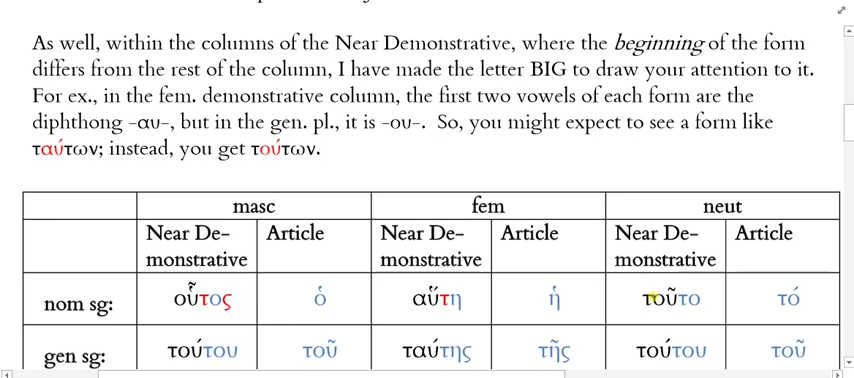 As well, within the columns of the Near Demonstrative, where the beginning of the form
differs from the rest of the column, I have made the letter BIG to draw your attention to it.
For ex., in the fem. demonstrative column, the first two vowels of each form are the
diphthong -αυ-, but in the gen. pl., it is -ου-.  So, you might expect to see a form like
ταύτων; instead, you get τούτων.
masc fem neut
Near De- Article Near De- Article Near De- Article
monstrative monstrative monstrative
nom sg: οὗτος ὁ αὕτη ἡ τοῦτο τό
gen sg: τούτου τοῦ ταύτης τῆς τούτου τοῦ